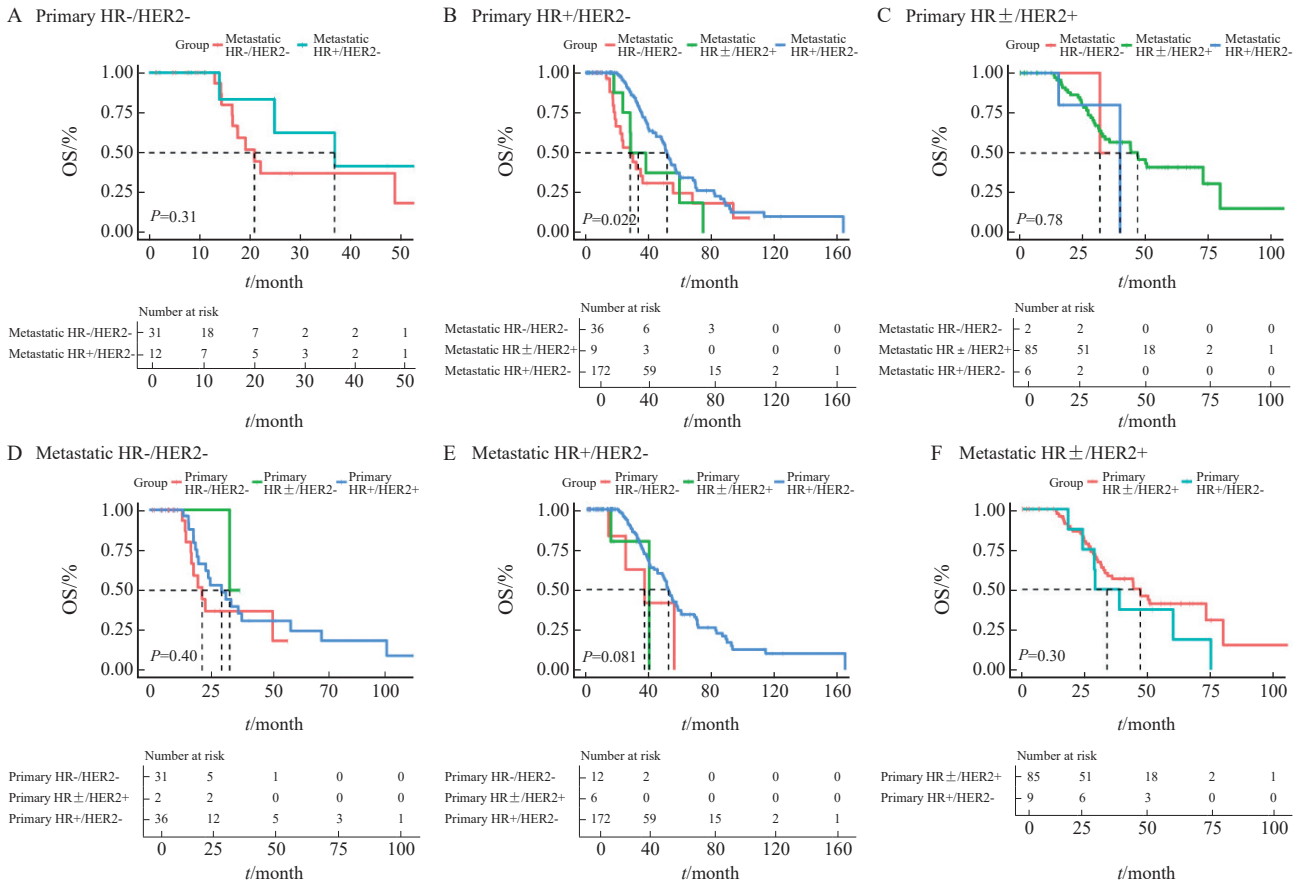 A Primary HR-/HER2-
Group Metastatic HR-/HER2- Metastatic HR+/HER2-
OS/%
1.00
0.75
0.50
0.25
0.00
P=0.31
0 10 20 30 40 50
t/month
Number at risk
Metastatic HR-/HER2- 31 18 7 2 2 1
Metastatic HR+/HER2- 12 7 5 3 2 1
0 10 20 30 40 50
t/month
B Primary HR+/HER2-
Group Metastatic HR-/HER2- Metastatic HR±/HER2+ Metastatic HR+/HER2-
OS/%
1.00
0.75
0.50
0.25
0.00
P=0.022
0 40 80 120 160
t/month
Number at risk
Metastatic HR-/HER2- 36 6 3 0 0
Metastatic HR±/HER2+ 9 3 0 0 0
Metastatic HR+/HER2- 172 59 15 2 1
0 40 80 120 160
t/month
C Primary HR±/HER2+
Group Metastatic HR-/HER2- Metastatic HR±/HER2+ Metastatic HR+/HER2-
OS/%
1.00
0.75
0.50
0.25
0.00
P=0.78
0 25 50 75 100
t/month
Number at risk
Metastatic HR-/HER2- 2 2 0 0 0
Metastatic HR±/HER2+ 85 51 18 2 1
Metastatic HR+/HER2- 6 2 0 0 0
0 25 50 75 100
t/month
D Metastatic HR-/HER2-
Group Primary HR-/HER2- Primary HR±/HER2- Primary HR+/HER2+
OS/%
1.00
0.75
0.50
0.25
0.00
P=0.40
0 25 50 70 100
t/month
Number at risk
Primary HR-/HER2- 31 5 1 0 0
Primary HR±/HER2+ 2 2 0 0 0
Primary HR+/HER2- 36 12 5 3 1
0 25 50 75 100
t/month
E Metastatic HR+/HER2-
Group Primary HR-/HER2- Primary HR±/HER2+ Primary HR+/HER2-
OS/%
1.00
0.75
0.50
0.25
0.00
P=0.081
0 40 80 120 160
t/month
Number at risk
Primary HR-/HER2- 12 2 0 0 0
Primary HR±/HER2+ 6 0 0 0 0
Primary HR+/HER2- 172 59 15 2 1
0 40 80 120 160
t/month
F Metastatic HR±/HER2+
Group Primary HR±/HER2+ Primary HR+/HER2-
OS/%
1.00
0.75
0.50
0.25
0.00
P=0.30
0 25 50 75 100
t/month
Number at risk
Primary HR±/HER2+ 85 51 18 2 1
Primary HR+/HER2- 9 6 3 0 0
0 25 50 75 100
t/month